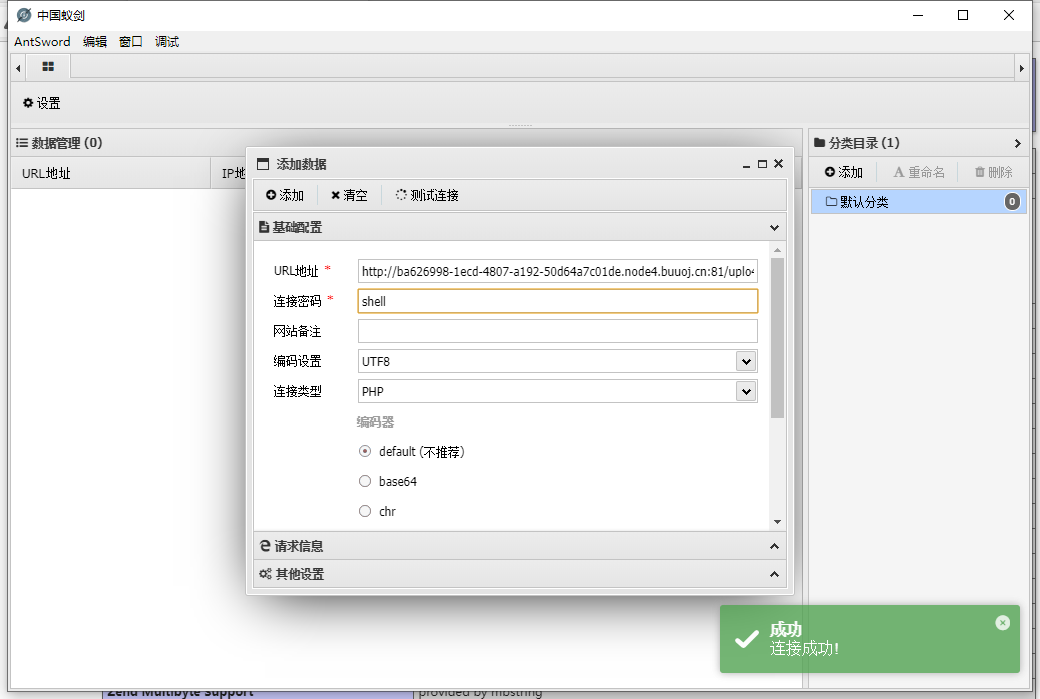 中国蚁剑
AntSword 编辑 窗口 调试
设置
数据管理 (0)
URL地址 IP地
分类目录 (1)
添加 重命名 删除
默认分类 0
添加数据
添加 清空 测试连接
基础配置
URL地址 * http://ba626998-1ecd-4807-a192-50d64a7c01de.node4.buuoj.cn:81/uplo
连接密码 * shell
网站备注
编码设置 UTF8
连接类型 PHP
编码器
default (不推荐)
base64
chr
请求信息
其他设置
成功
连接成功!
Zend Multibyte Support provided by mbstring